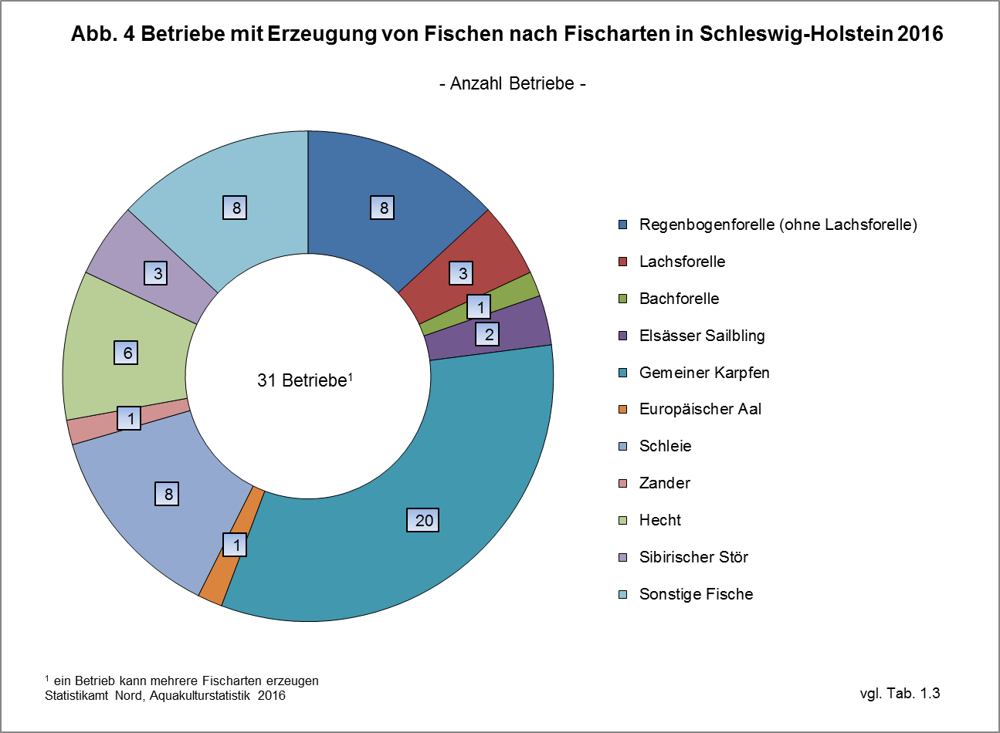 Abb. 4 Betriebe mit Erzeugung von Fischen nach Fischarten in Schleswig-Holstein 2016
- Anzahl Betriebe -
8
8
3
3
1
2
6
1
8
20
1
31 Betriebe¹
Regenbogenforelle (ohne Lachsforelle)
Lachsforelle
Bachforelle
Elsässer Sailbling
Gemeiner Karpfen
Europäischer Aal
Schleie
Zander
Hecht
Sibirischer Stör
Sonstige Fische
¹ ein Betrieb kann mehrere Fischarten erzeugen
Statistikamt Nord, Aquakulturstatistik 2016
vgl. Tab. 1.3